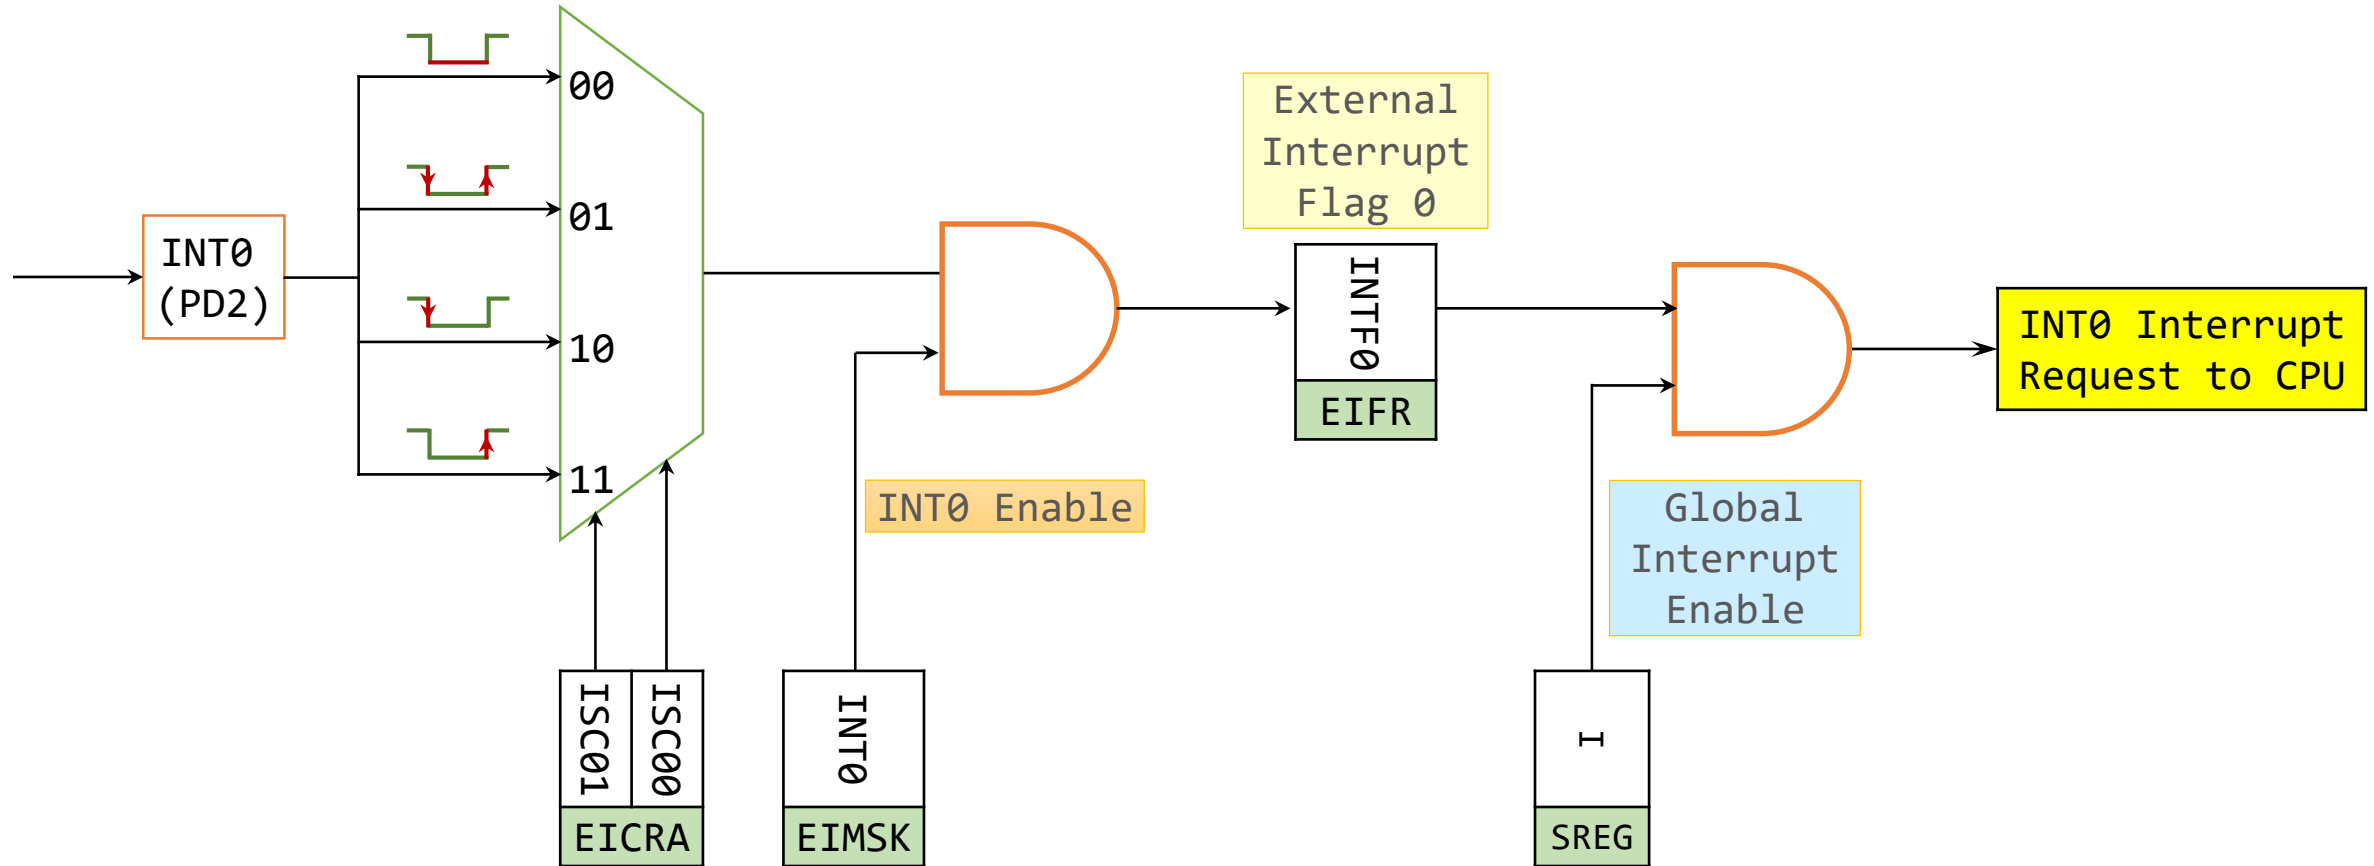 00
01
10
11
INT0
(PD2)
External
Interrupt
Flag 0
INTF0
EIFR
INT0 Interrupt
Request to CPU
INT0 Enable
Global
Interrupt
Enable
ISC01
ISC00
EICRA
INT0
EIMSK
I
SREG